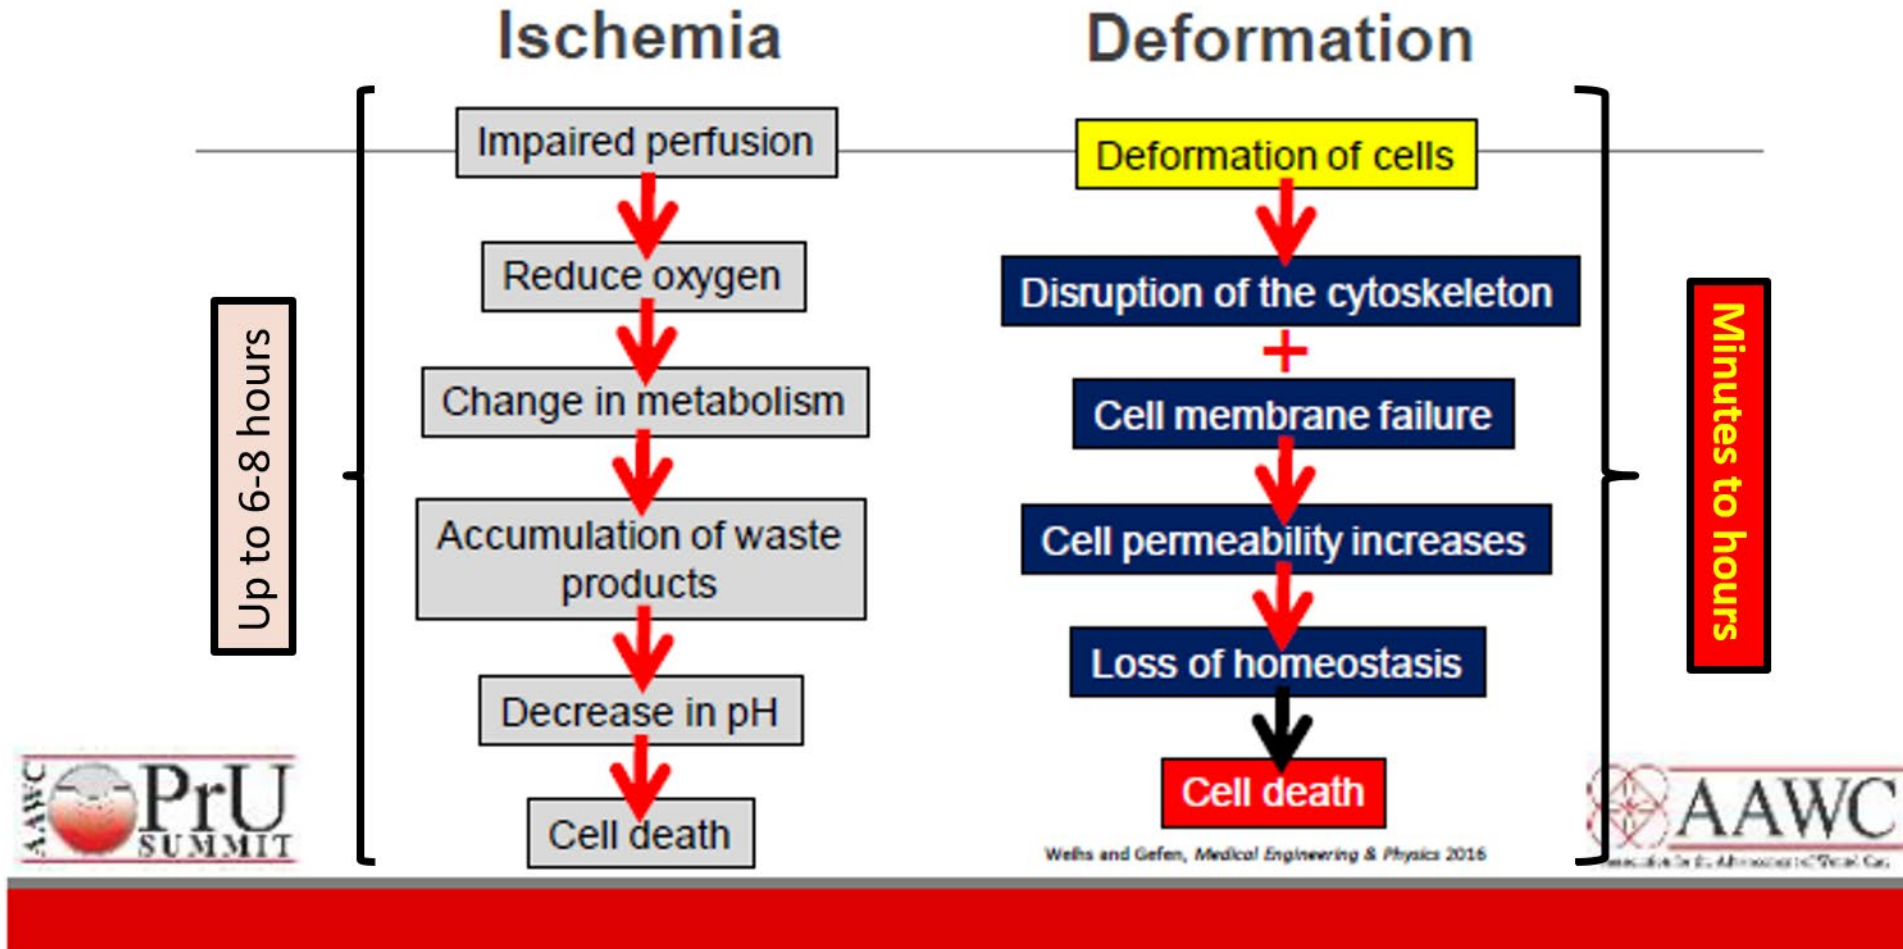 Ischemia
Deformation
Up to 6-8 hours
Impaired perfusion
Reduce oxygen
Change in metabolism
Accumulation of waste
products
Decrease in pH
Cell death
Deformation of cells
Disruption of the cytoskeleton
+
Cell membrane failure
Cell permeability increases
Loss of homeostasis
Cell death
Minutes to hours
Weihs and Gefen, Medical Engineering & Physics 2016
AAWC
PrU
SUMMIT
AAWC